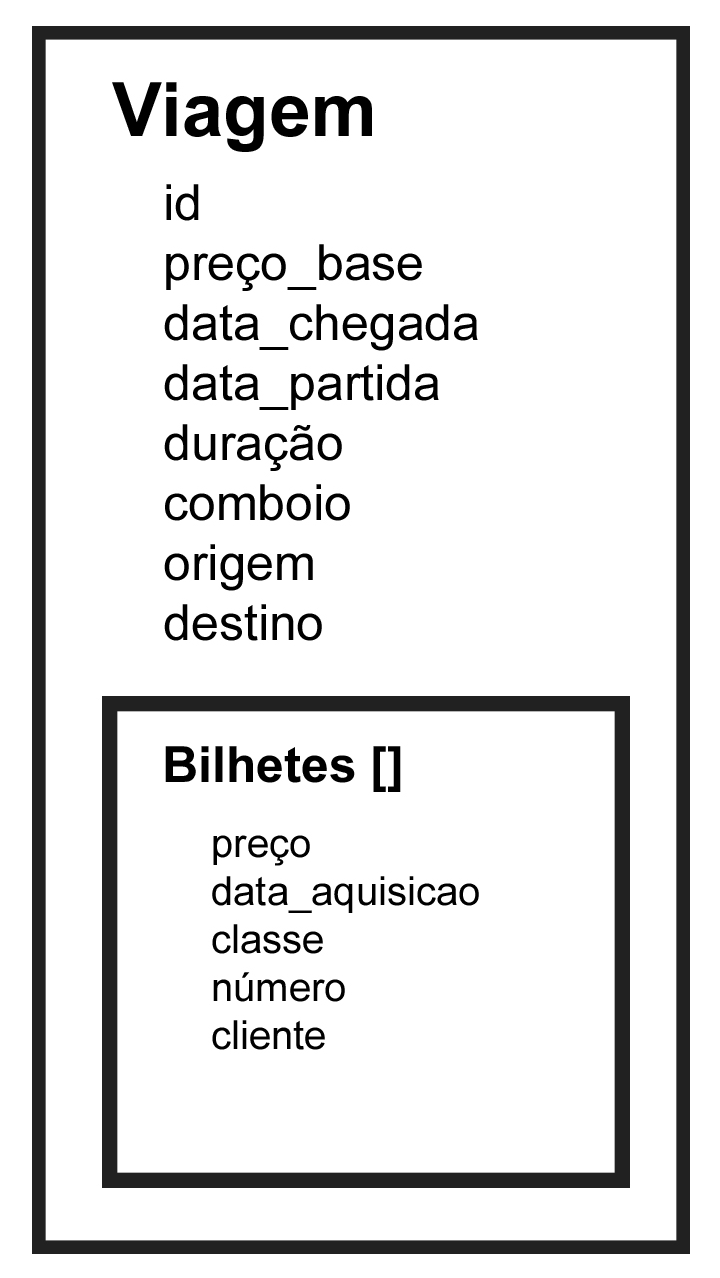 Viagem
id
preço_base
data_chegada
data_partida
duração
comboio
origem
destino
Bilhetes []
preço
data_aquisicao
classe
número
cliente